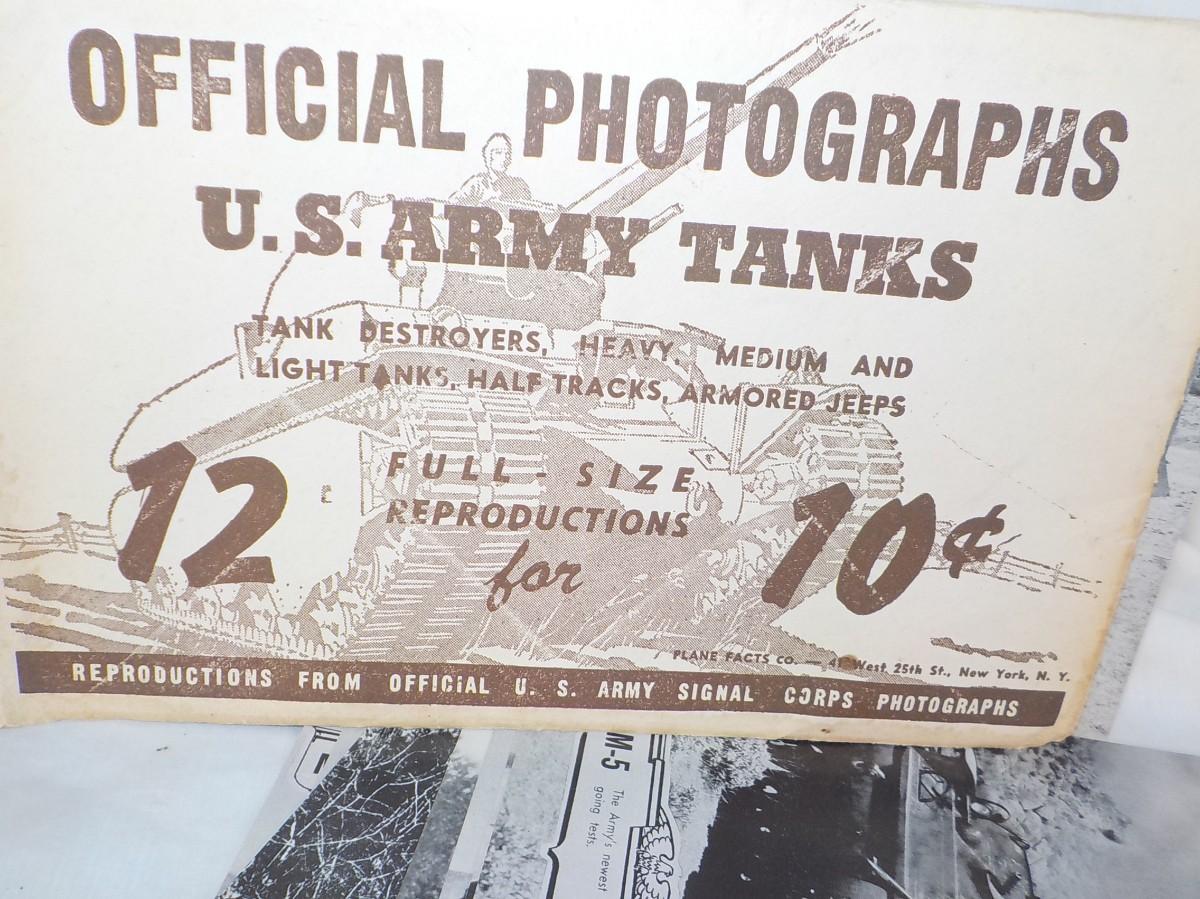 OFFICIAL PHOTOGRAPHS
U.S. ARMY TANKS
TANK DESTROYERS, HEAVY, MEDIUM AND
LIGHT TANKS, HALF TRACKS, ARMORED JEEPS
12
FULL-SIZE
REPRODUCTIONS
for
10¢
PLANE FACTS CO. — West 25th St., New York, N. Y.
REPRODUCTIONS FROM OFFICIAL U. S. ARMY SIGNAL CORPS PHOTOGRAPHS
M-5
The Army's newest
going tests.